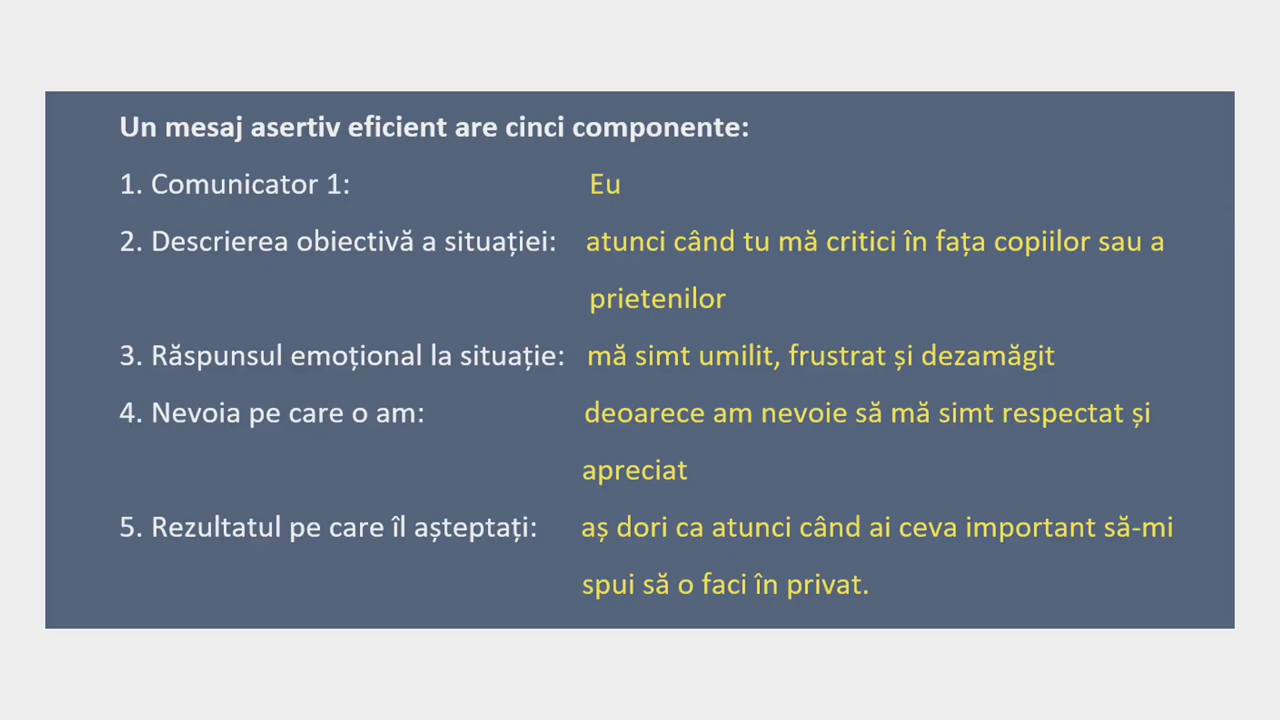 Un mesaj asertiv eficient are cinci componente:
1. Comunicator 1: Eu
2. Descrierea obiectivă a situației: atunci când tu mă critici în fața copiilor sau a
prietenilor
3. Răspunsul emoțional la situație: mă simt umilit, frustrat și dezamăgit
4. Nevoia pe care o am: deoarece am nevoie să mă simt respectat și
apreciat
5. Rezultatul pe care îl așteptați: aș dori ca atunci când ai ceva important să-mi
spui să o faci în privat.